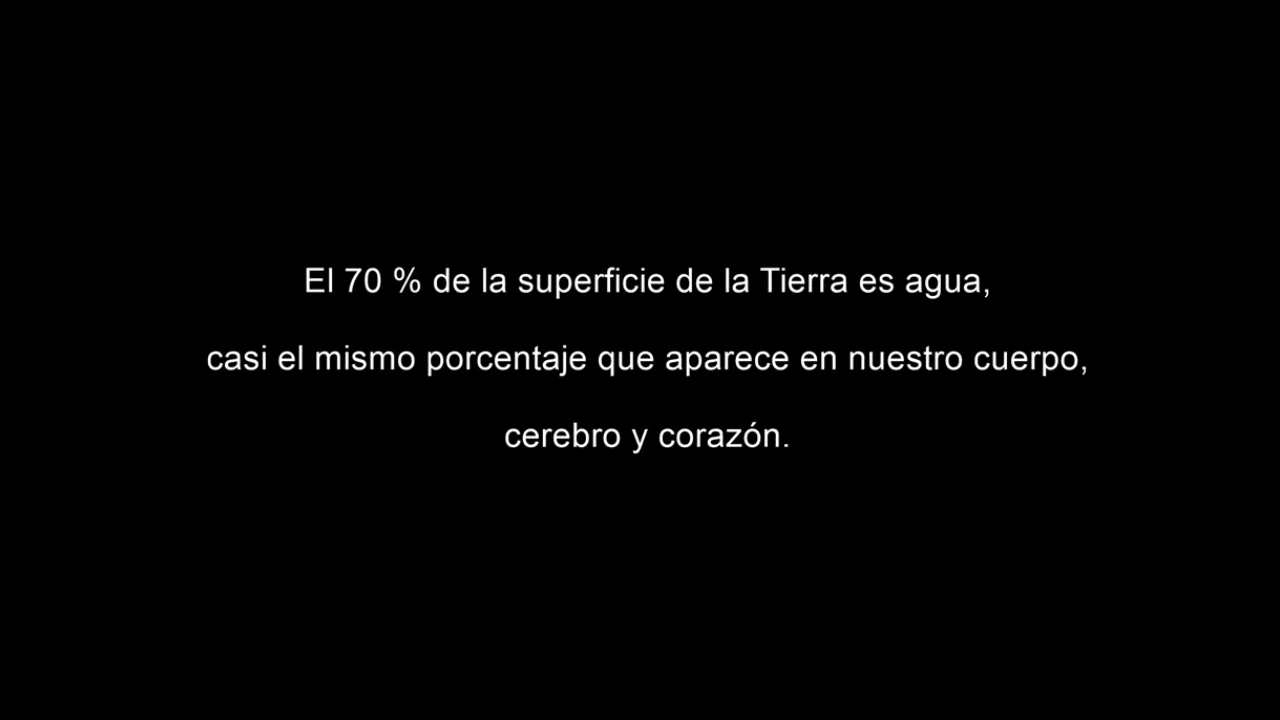 El 70 % de la superficie de la Tierra es agua,
casi el mismo porcentaje que aparece en nuestro cuerpo,
cerebro y corazón.